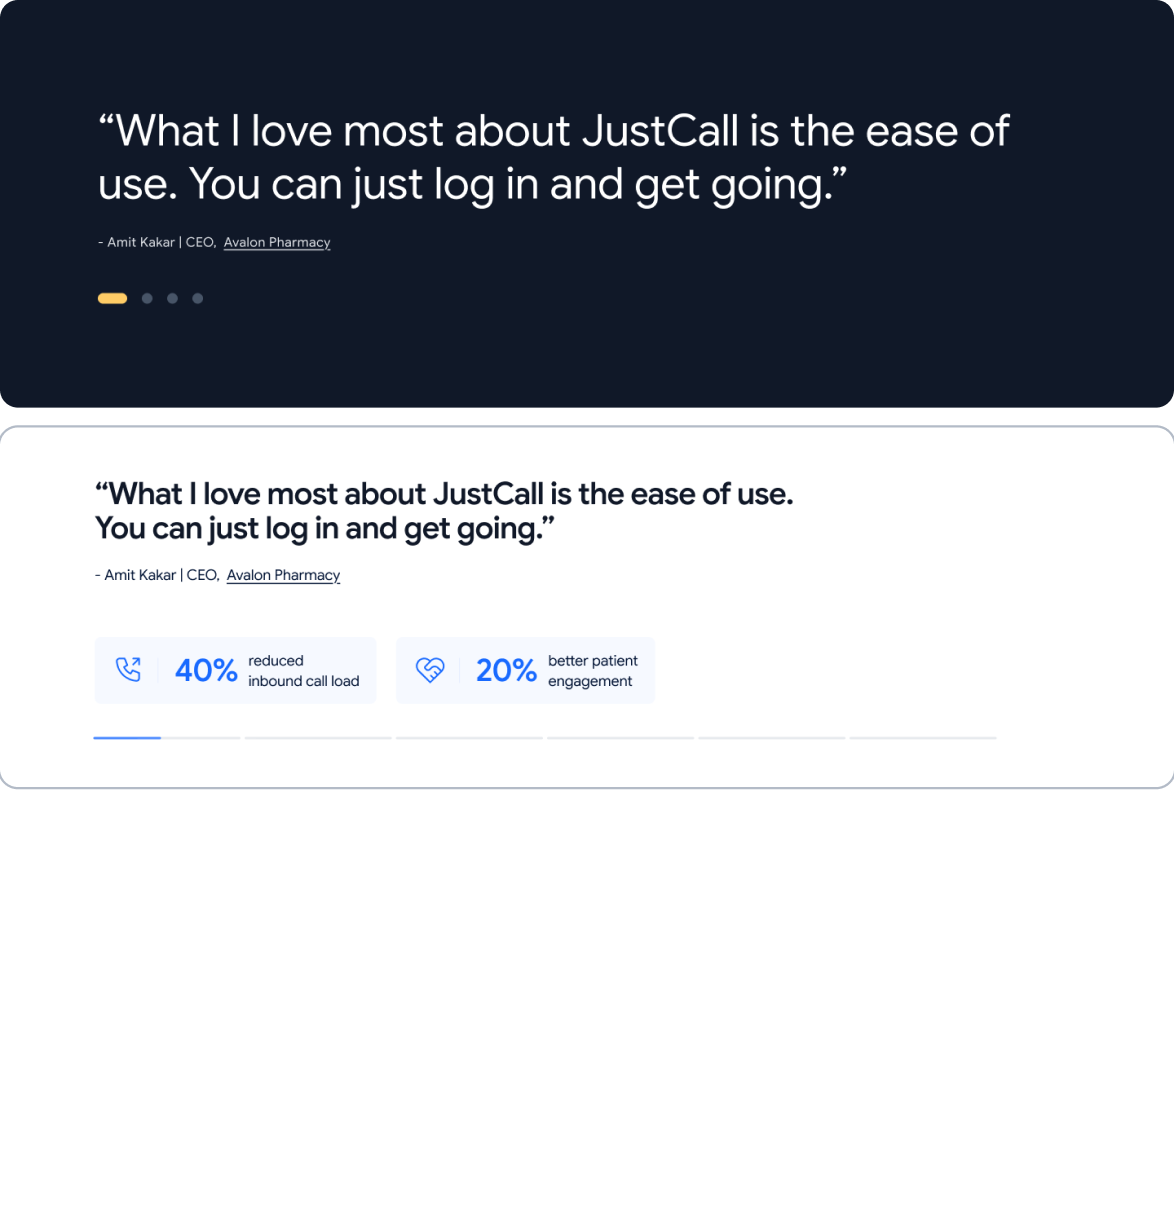 “What I love most about JustCall is the ease of
use. You can just log in and get going.”
- Amit Kakar | CEO, Avalon Pharmacy
“What I love most about JustCall is the ease of use.
You can just log in and get going.”
- Amit Kakar | CEO, Avalon Pharmacy
40% reduced
inbound call load
20% better patient
engagement